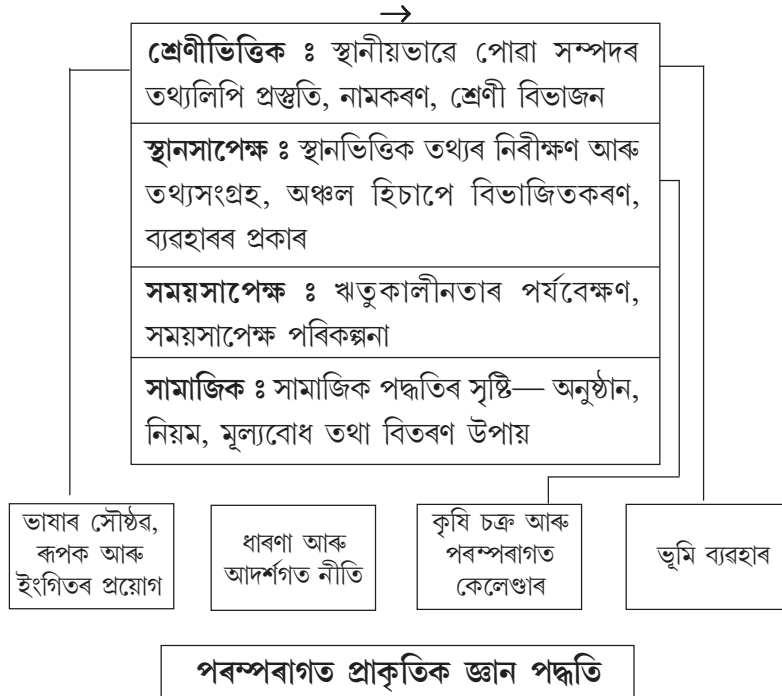 →
শ্ৰেণীভিত্তিক ঃ স্থানীয়ভাৱে পোৱা সম্পদৰ
তথ্যলিপি প্ৰস্তুতি, নামকৰণ, শ্ৰেণী বিভাজন
স্থানসাপেক্ষ ঃ স্থানভিত্তিক তথ্যৰ নিৰীক্ষণ আৰু
তথ্যসংগ্ৰহ, অঞ্চল হিচাপে বিভাজিতকৰণ,
ব্যৱহাৰৰ প্ৰকাৰ
সময়সাপেক্ষ ঃ ঋতুকালীনতাৰ পৰ্যবেক্ষণ,
সময়সাপেক্ষ পৰিকল্পনা
সামাজিক ঃ সামাজিক পদ্ধতিৰ সৃষ্টি— অনুষ্ঠান,
নিয়ম, মূল্যবোধ তথা বিতৰণ উপায়
ভাষাৰ সৌষ্ঠৱ,
ৰূপক আৰু
ইংগিতৰ প্ৰয়োগ
ধাৰণা আৰু
আদৰ্শগত নীতি
কৃষি চক্ৰ আৰু
পৰম্পৰাগত
কেলেণ্ডাৰ
ভূমি ব্যৱহাৰ
পৰম্পৰাগত প্ৰাকৃতিক জ্ঞান পদ্ধতি